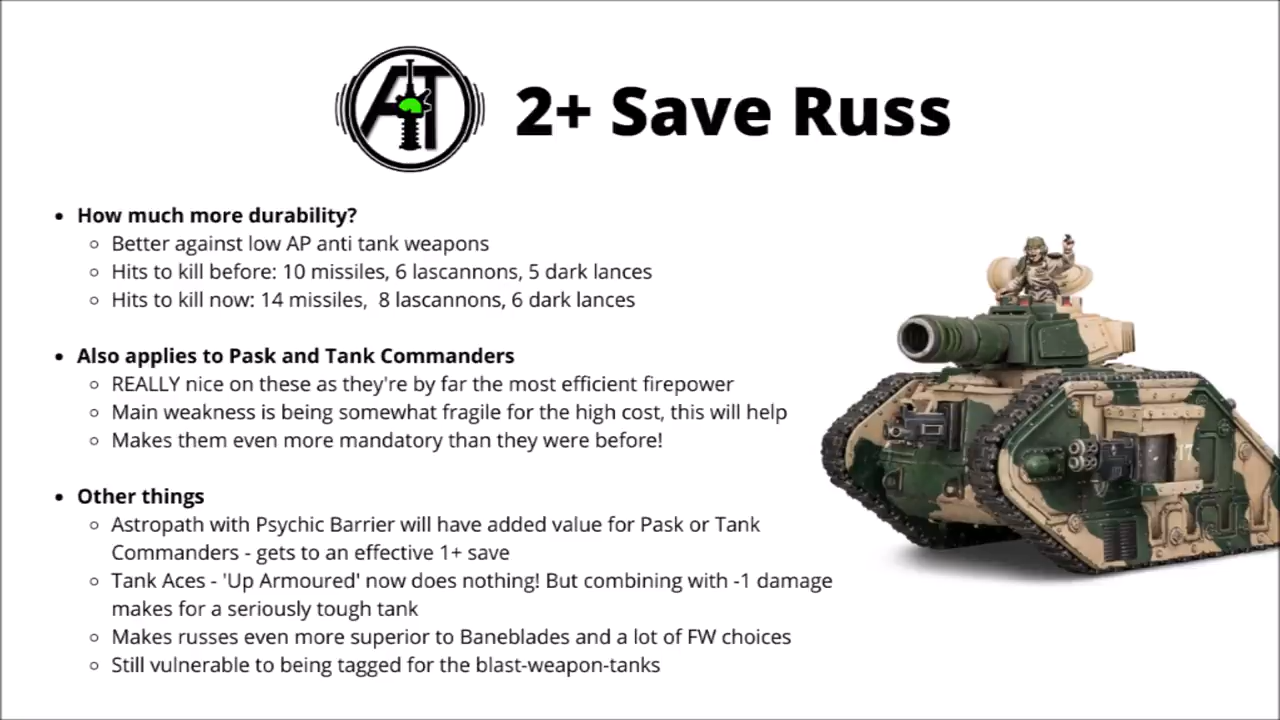 AT
2+ Save Russ
• How much more durability?
○ Better against low AP anti tank weapons
○ Hits to kill before: 10 missiles, 6 lascannons, 5 dark lances
○ Hits to kill now: 14 missiles,  8 lascannons, 6 dark lances
• Also applies to Pask and Tank Commanders
○ REALLY nice on these as they're by far the most efficient firepower
○ Main weakness is being somewhat fragile for the high cost, this will help
○ Makes them even more mandatory than they were before!
• Other things
○ Astropath with Psychic Barrier will have added value for Pask or Tank
Commanders - gets to an effective 1+ save
○ Tank Aces - 'Up Armoured' now does nothing! But combining with -1 damage
makes for a seriously tough tank
○ Makes russes even more superior to Baneblades and a lot of FW choices
○ Still vulnerable to being tagged for the blast-weapon-tanks
17